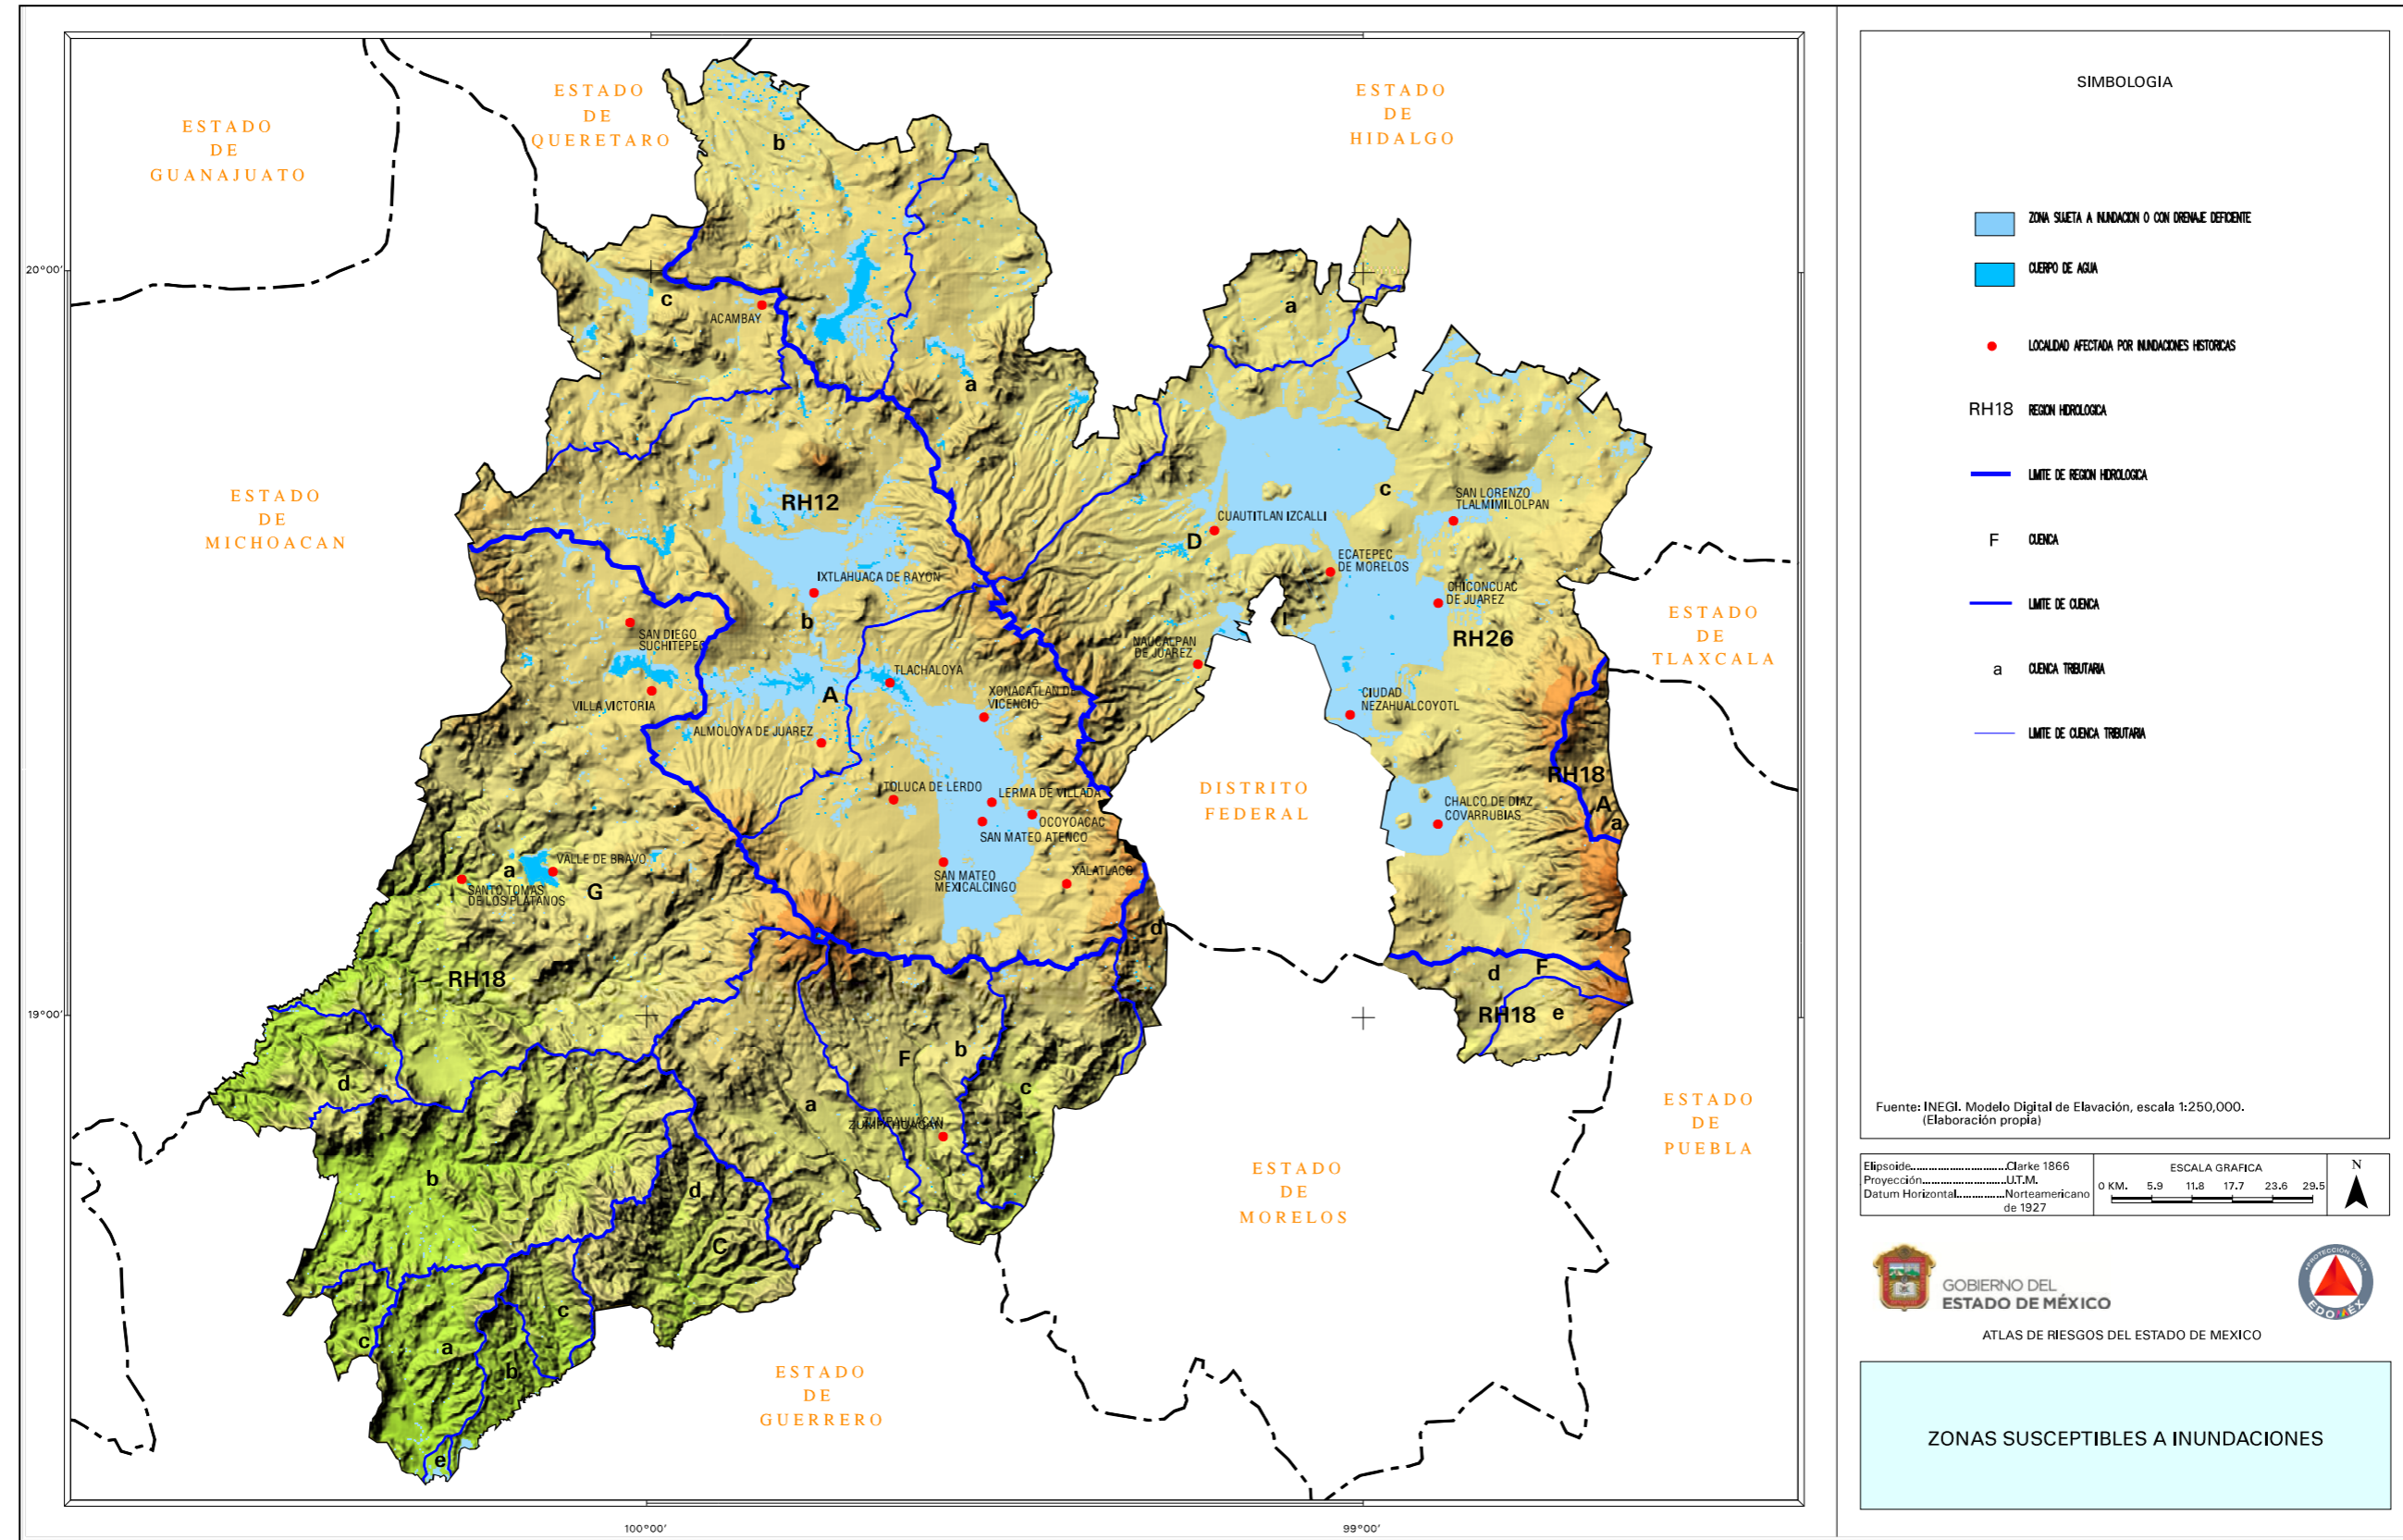 ESTADO
DE
GUANAJUATO
ESTADO
DE
QUERETARO
ESTADO
DE
HIDALGO
ESTADO
DE
MICHOACAN
ESTADO
DE
TLAXCALA
DISTRITO
FEDERAL
ESTADO
DE
PUEBLA
ESTADO
DE
MORELOS
ESTADO
DE
GUERRERO
20°00'
19°00'
100°00'
99°00'
b
c
ACAMBAY
a
a
RH12
c
SAN LORENZO
TLALMIMILOLPAN
CUAUTITLAN IZCALLI
D
ECATEPEC
DE MORELOS
IXTLAHUACA DE RAYON
CHICONCUAC
DE JUAREZ
b
SAN DIEGO
SUCHITEPEC
RH26
NAUCALPAN
DE JUAREZ
TLACHALOYA
A
XONACATLAN DE
VICENCIO
CIUDAD
NEZAHUALCOYOTL
VILLA VICTORIA
ALMOLOYA DE JUAREZ
RH18
A
a
TOLUCA DE LERDO
LERMA DE VILLADA
OCOYOACAC
SAN MATEO ATENCO
CHALCO DE DIAZ
COVARRUBIAS
VALLE DE BRAVO
a
G
SANTO TOMAS
DE LOS PLATANOS
SAN MATEO
MEXICALCINGO
XALATLACO
d
RH18
d
F
RH18
e
F
b
c
d
a
ZUMPAHUACAN
b
d
C
c
c
a
b
e
SIMBOLOGIA
ZONA SUJETA A INUNDACION O CON DRENAJE DEFICIENTE
CUERPO DE AGUA
LOCALIDAD AFECTADA POR INUNDACIONES HISTORICAS
RH18 REGION HIDROLOGICA
LIMITE DE REGION HIDROLOGICA
F CUENCA
LIMITE DE CUENCA
a CUENCA TRIBUTARIA
LIMITE DE CUENCA TRIBUTARIA
Fuente: INEGI. Modelo Digital de Elavación, escala 1:250,000.
(Elaboración propia)
Elipsoide..........................Clarke 1866
Proyección.......................U.T.M.
Datum Horizontal.............Norteamericano
de 1927
ESCALA GRAFICA
0 KM. 5.9 11.8 17.7 23.6 29.5
N
GOBIERNO DEL
ESTADO DE MÉXICO
PROTECCIÓN CIVIL
EDOMÉX
ATLAS DE RIESGOS DEL ESTADO DE MEXICO
ZONAS SUSCEPTIBLES A INUNDACIONES